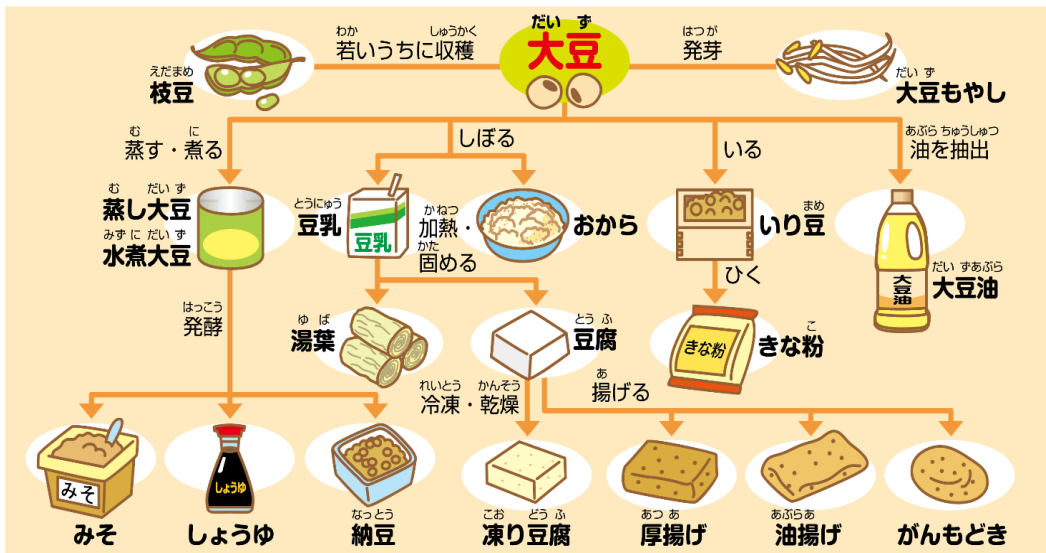 だいず
大豆
わか しゅうかく
若いうちに収穫
はつが
発芽
えだまめ
枝豆
だいず
大豆もやし
む に
蒸す・煮る
しぼる
いる
あぶら ちゅうしゅつ
油を抽出
む だいず
蒸し大豆
みずに だいず
水煮大豆
とうにゅう
豆乳
豆乳
かねつ
加熱・
かた
固める
おから
まめ
いり豆
だいずあぶら
大豆油
大豆油
はっこう
発酵
ひく
ゆば
湯葉
とうふ
豆腐
きな粉
こ
きな粉
れいとう かんそう
冷凍・乾燥
あ
揚げる
みそ
しょうゆ
みそ
しょうゆ
なっとう
納豆
こお どうふ
凍り豆腐
あつ あ
厚揚げ
あぶらあ
油揚げ
がんもどき